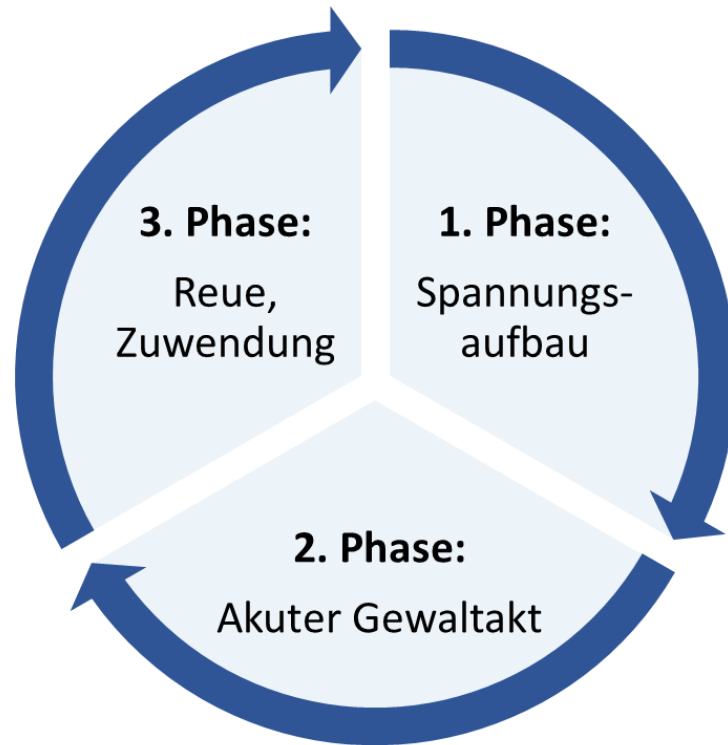 1. Phase:
Spannungs-
aufbau
2. Phase:
Akuter Gewaltakt
3. Phase:
Reue,
Zuwendung